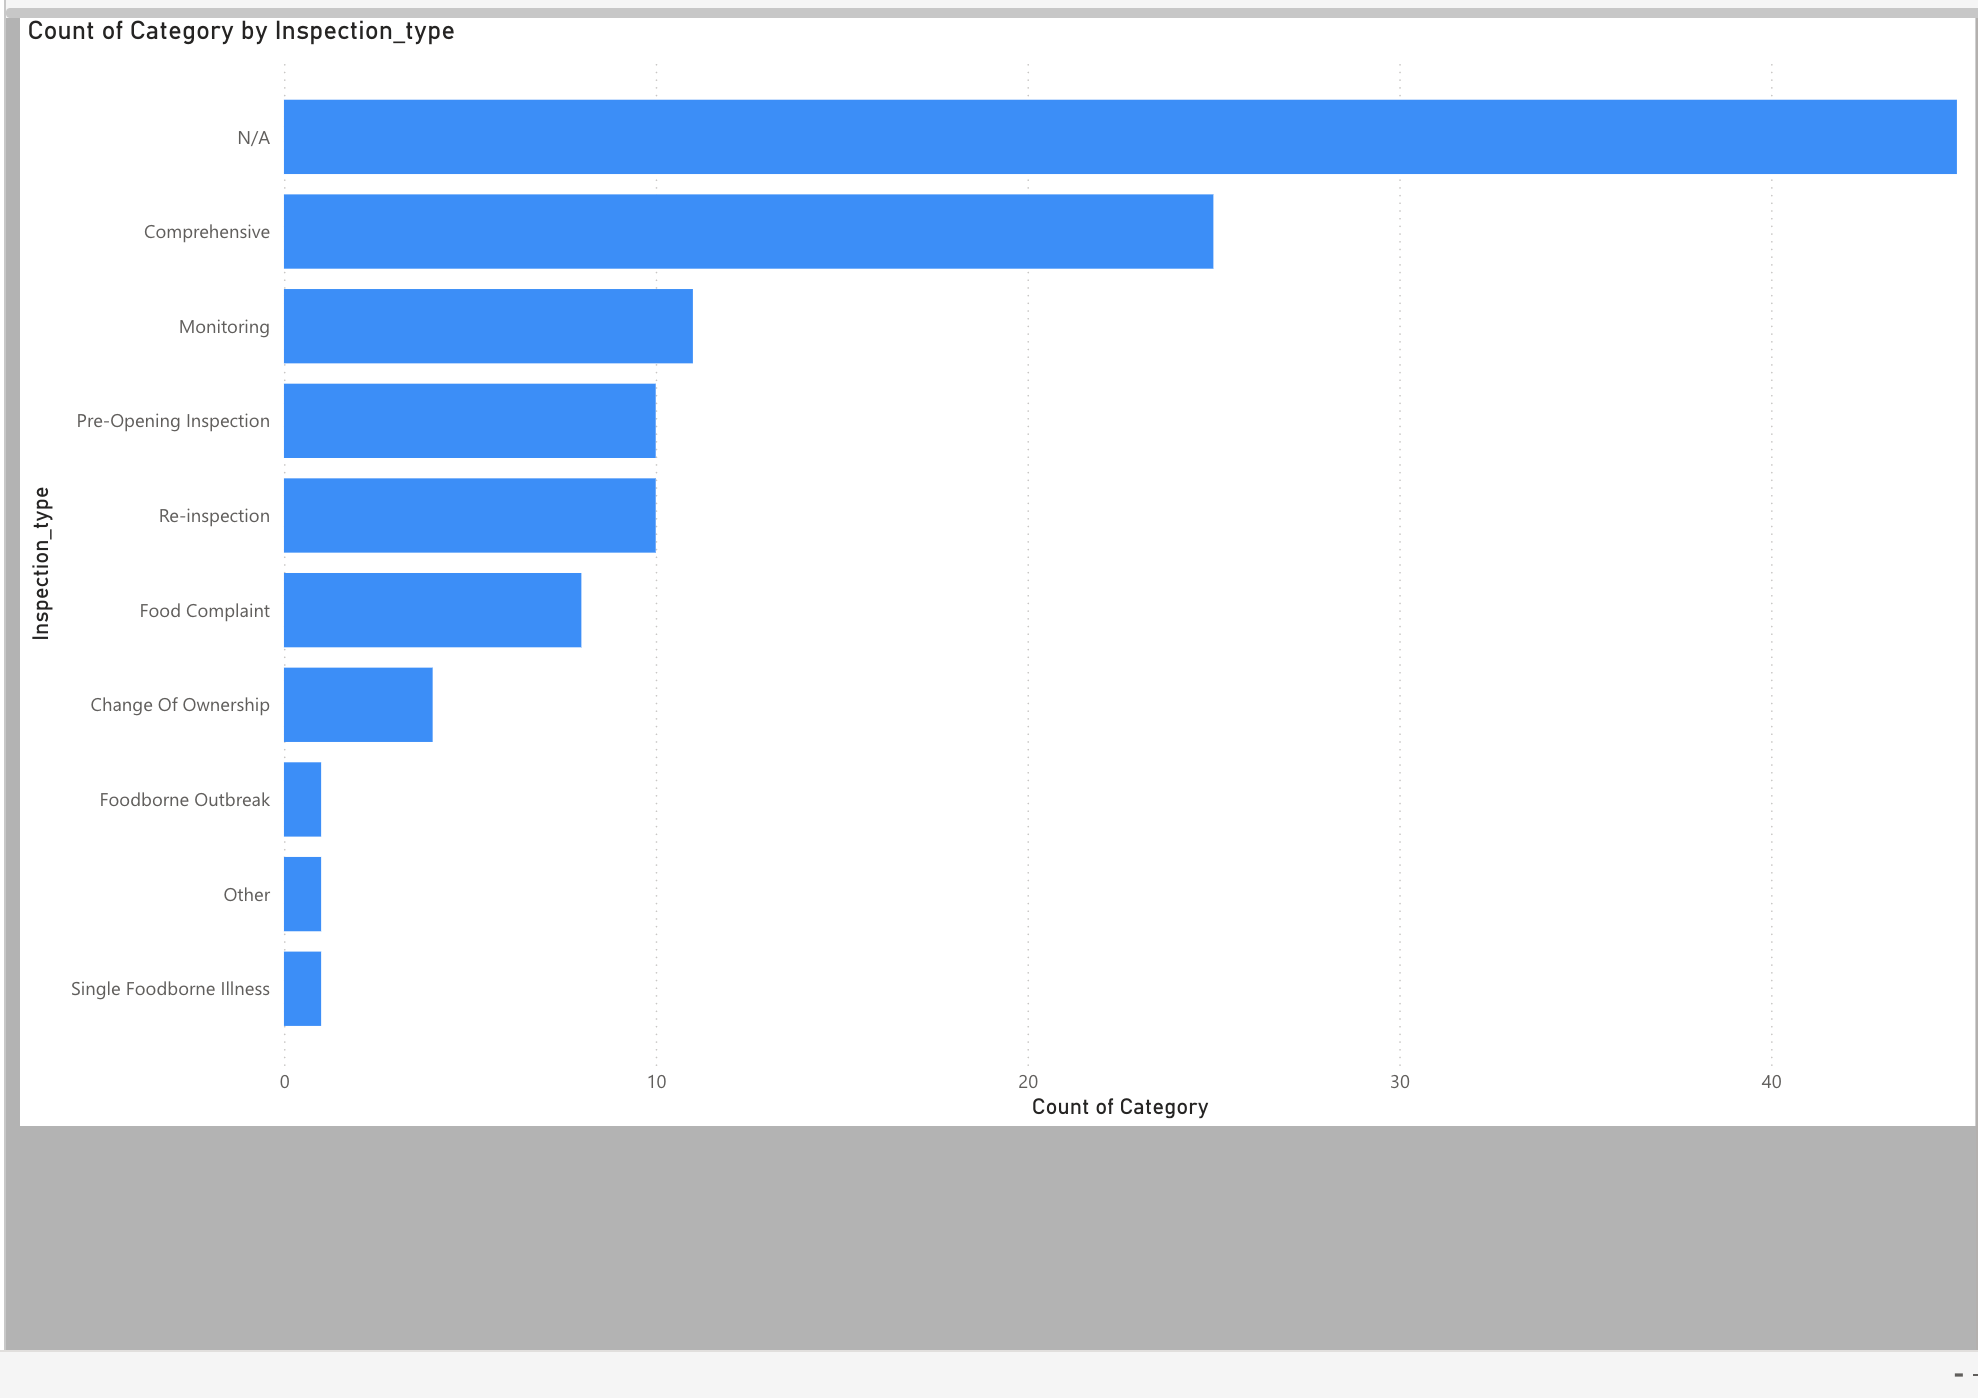 Count of Category by Inspection_type
N/A
Comprehensive
Monitoring
Pre-Opening Inspection
Re-inspection
Food Complaint
Change Of Ownership
Foodborne Outbreak
Other
Single Foodborne Illness
Inspection_type
0 10 20 30 40
Count of Category